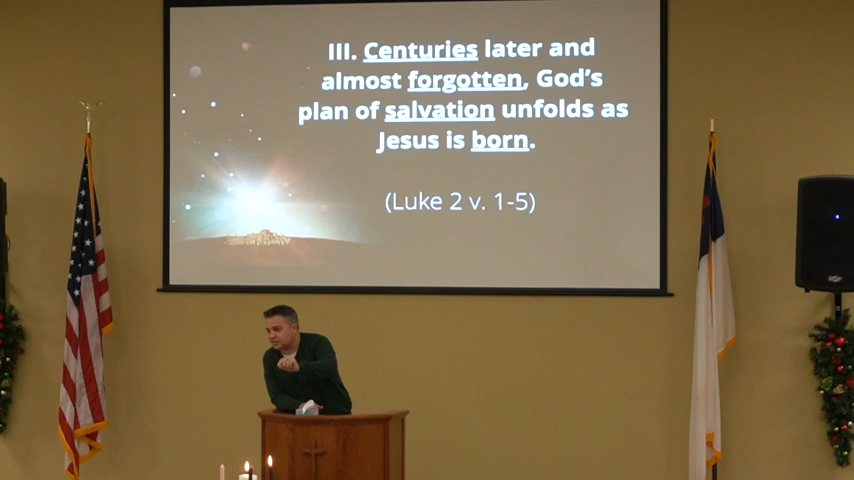 III. Centuries later and
almost forgotten, God's
plan of salvation unfolds as
Jesus is born.
(Luke 2 v. 1-5)